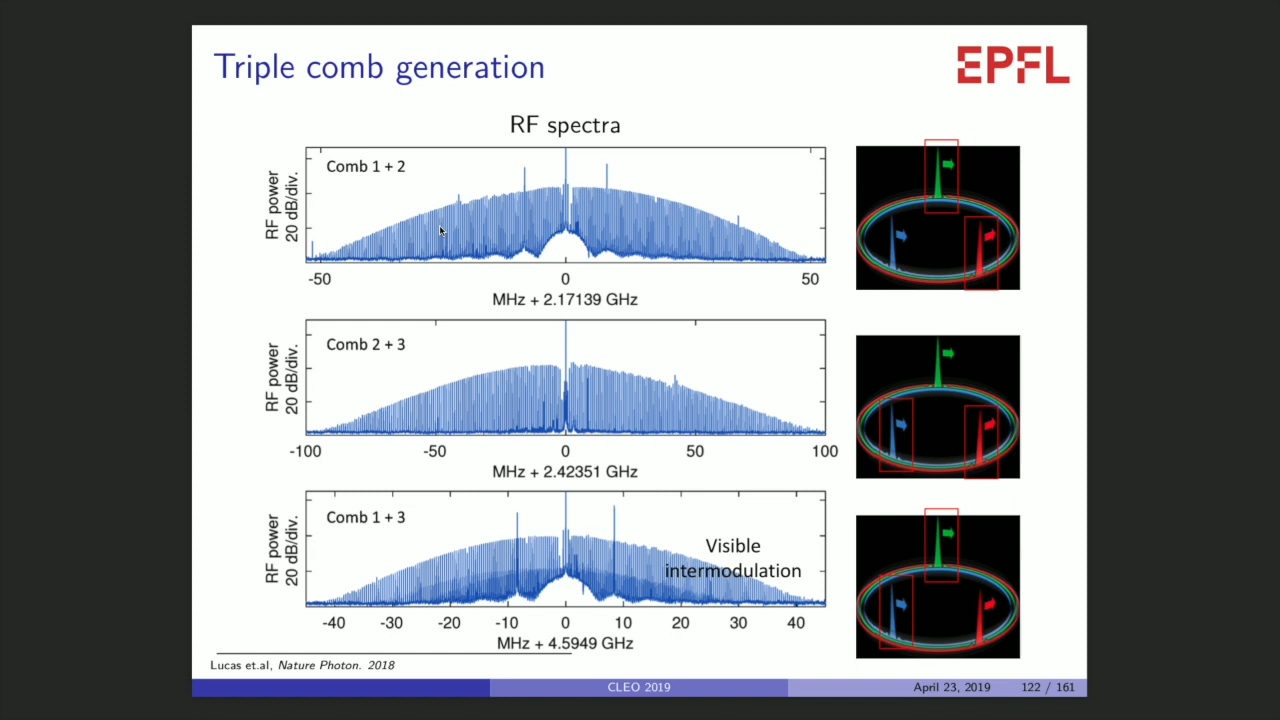 Triple comb generation
EPFL
RF spectra
Comb 1 + 2
RF power
20 dB/div.
-50 0 50
MHz + 2.17139 GHz
Comb 2 + 3
RF power
20 dB/div.
-100 -50 0 50 100
MHz + 2.42351 GHz
Comb 1 + 3
RF power
20 dB/div.
Visible
intermodulation
-40 -30 -20 -10 0 10 20 30 40
MHz + 4.5949 GHz
Lucas et.al, Nature Photon. 2018
CLEO 2019 April 23, 2019 122 / 161